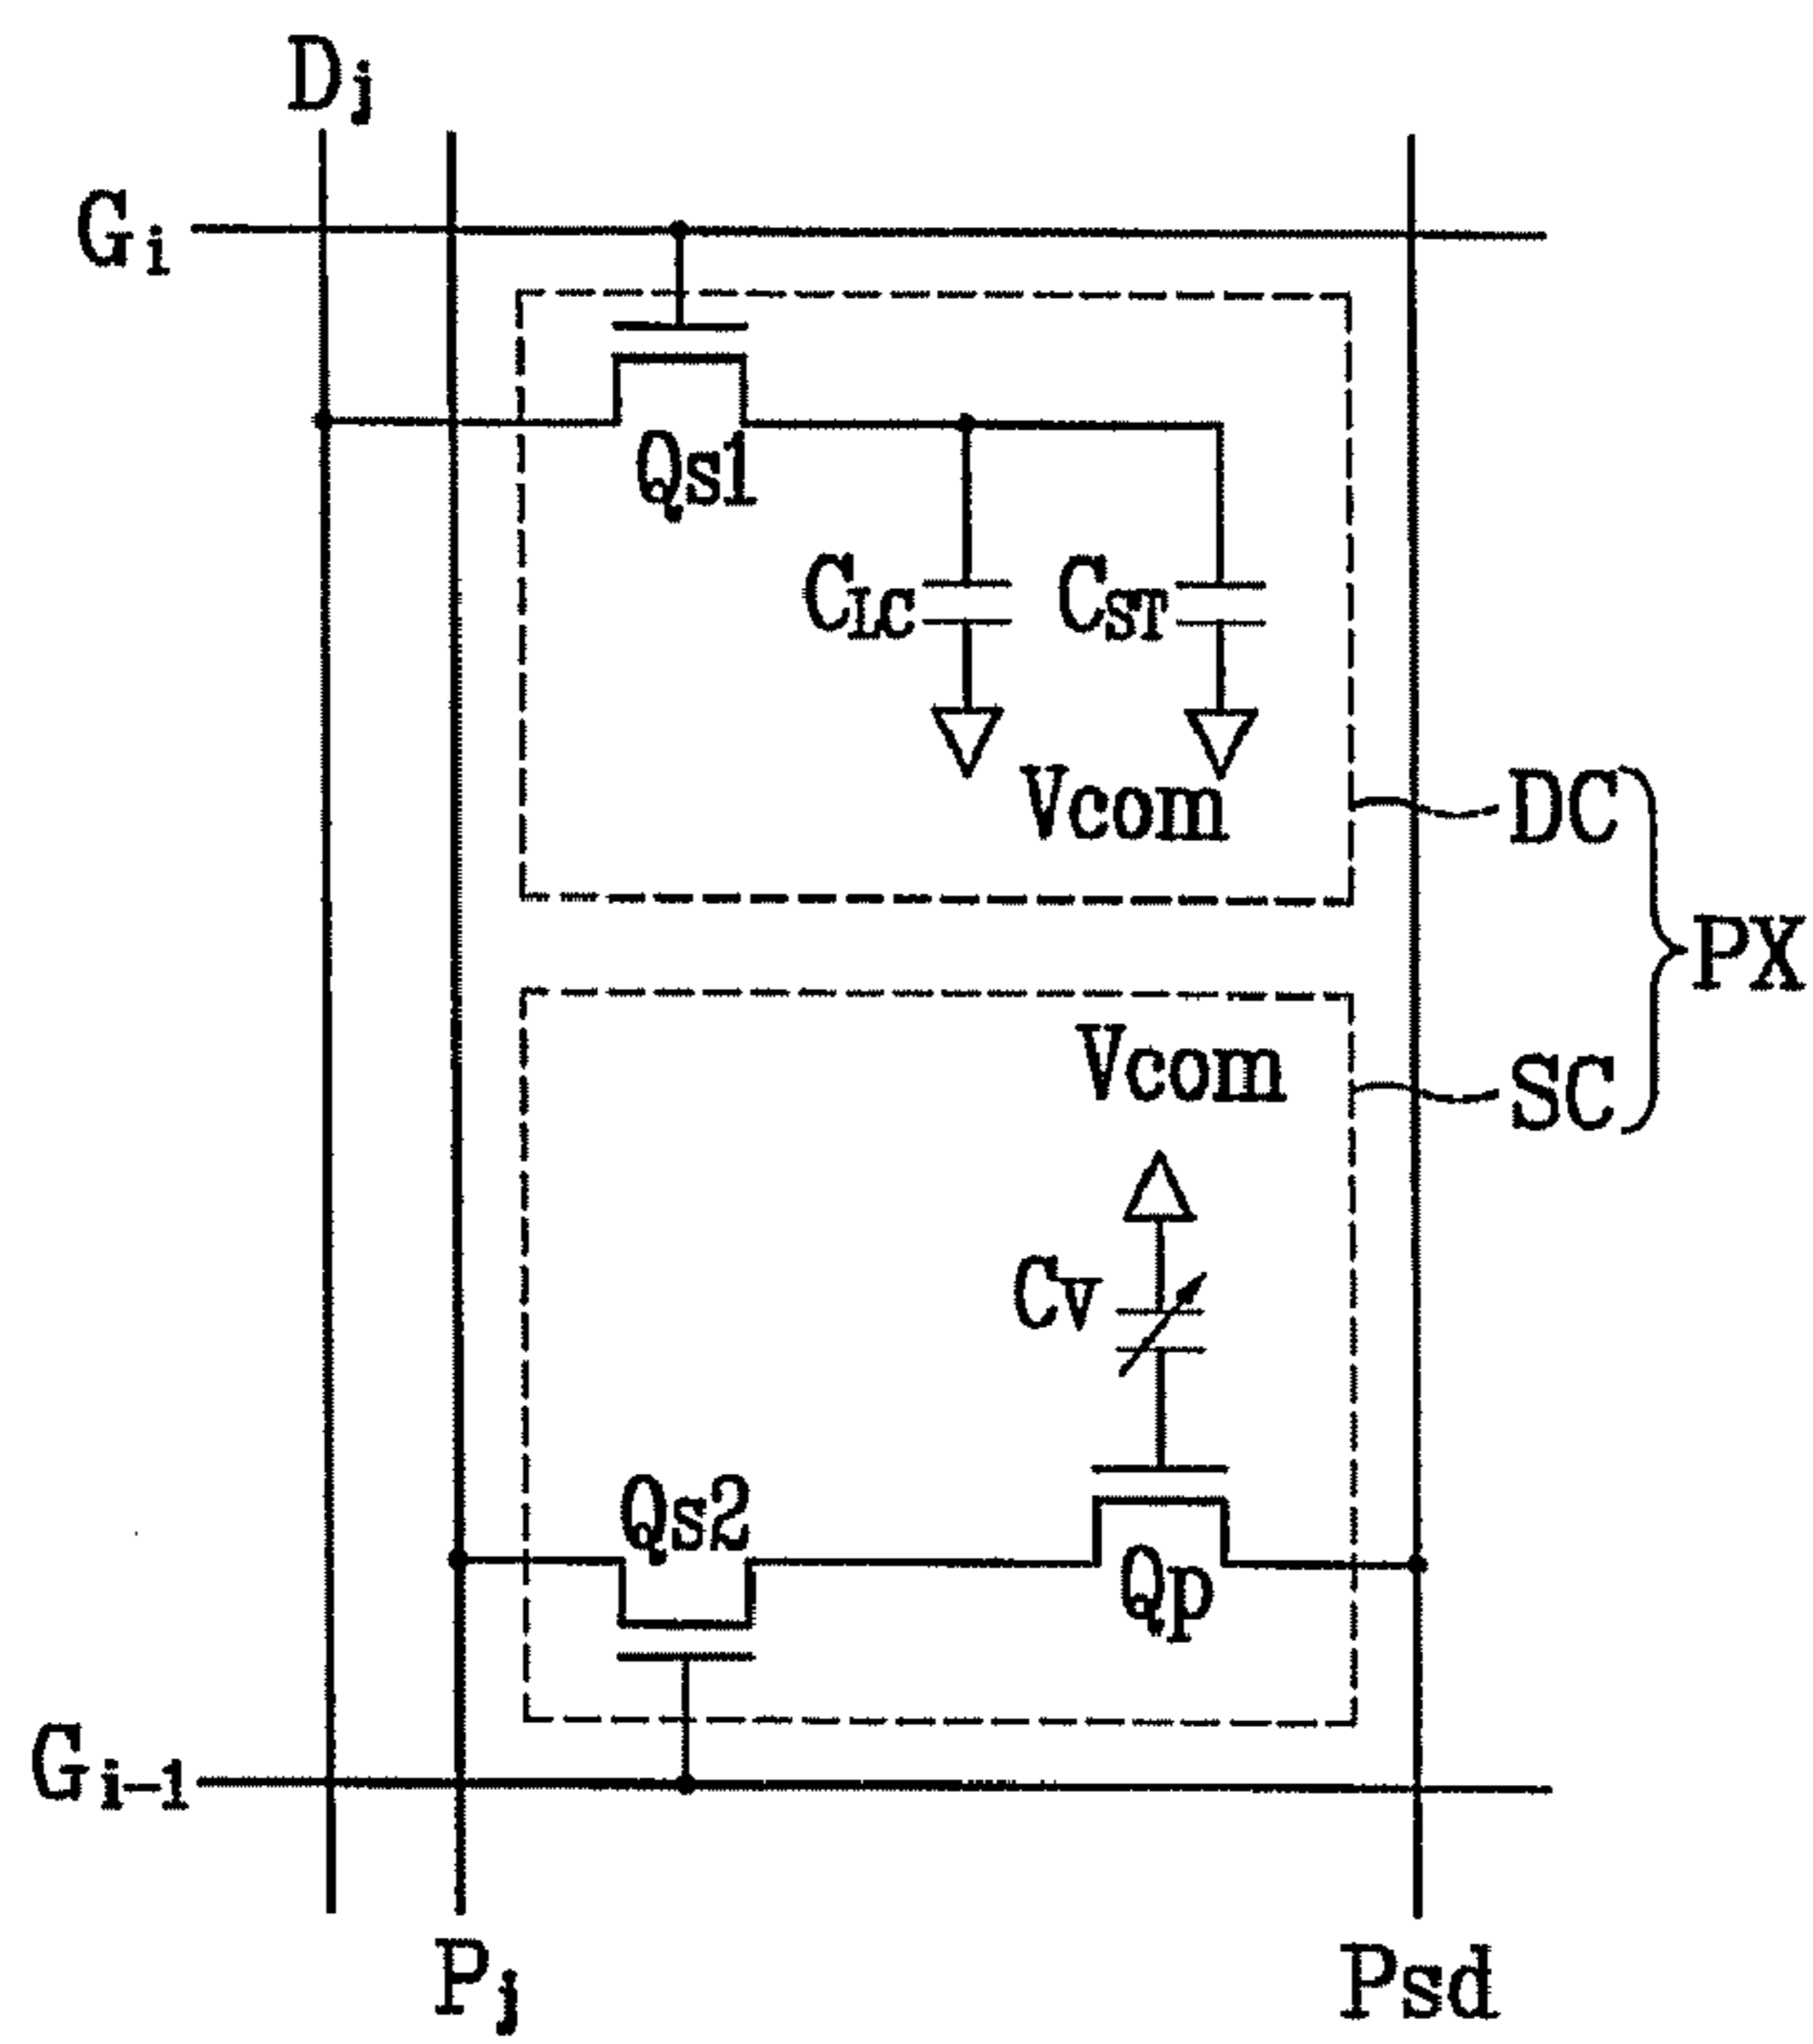 Dj
Gi
Qs1
CLC
CST
Vcom
DC
PX
Vcom
SC
Cv
Qs2
Qp
Gi-1
Pj
Psd